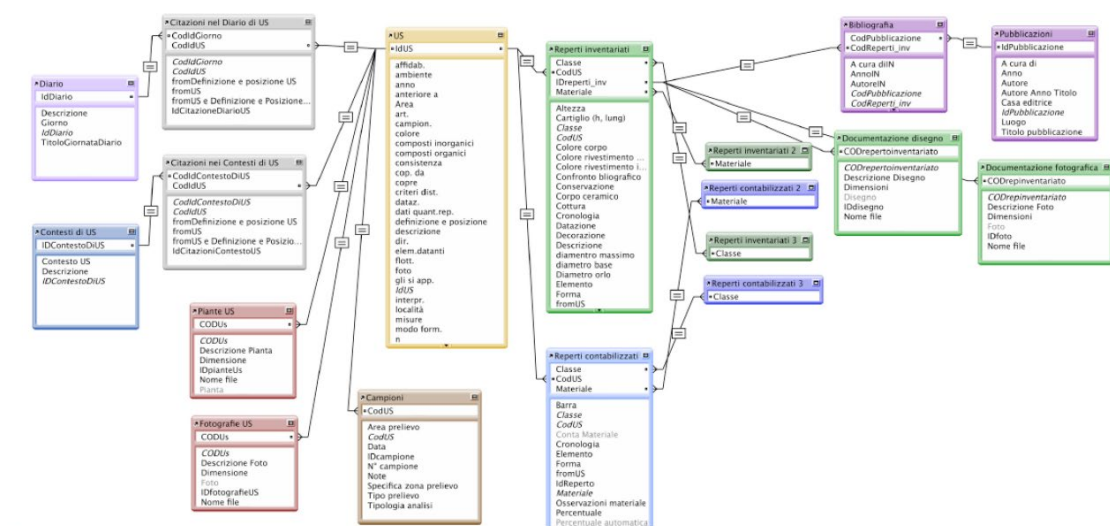 Diario
IdDiario
Descrizione
Giorno
IdDiario
TitoloGiornataDiario
Contesti di US
IDContestoDiUS
Contesto US
Descrizione
IDContestoDiUS
Citazioni nel Diario di US
CodIdGiorno
CodIdUS
CodIdGiorno
CodIdUS
fromDefinizione e posizione US
fromUS
fromUS e Definizione e Posizione...
IdCitazioneDiarioUS
Citazioni nei Contesti di US
CodIdContestoDiUS
CodIdUS
CodIdContestoDiUS
CodIdUS
fromDefinizione e posizione US
fromUS
fromUS e Definizione e Posizio...
IdCitazioniContestoUS
Piante US
CODUs
CODUs
Descrizione Pianta
Dimensione
IDpianteUs
Nome file
Pianta
Fotografie US
CODUs
CODUs
Descrizione Foto
Dimensione
Foto
IDfotografieUS
Nome file
US
IdUS
affidab.
ambiente
anno
anteriore a
Area
art.
campion.
colore
composti inorganici
composti organici
consistenza
cop. da
copre
criteri dist.
dataz.
dati quant.rep.
definizione e posizione
descrizione
dir.
elem.datanti
flott.
foto
gli si app.
IdUS
interpr.
località
misure
modo form.
n
Campioni
CodUS
Area prelievo
CodUS
Data
IDcampione
N° campione
Note
Specifica zona prelievo
Tipo prelievo
Tipologia analisi
Reperti inventariati
Classe
CodUS
IDreperti_inv
Materiale
Altezza
Cartiglio (h, lung)
Classe
CodUS
Colore corpo
Colore rivestimento ...
Colore rivestimento i...
Confronto bliografico
Conservazione
Corpo ceramico
Cottura
Cronologia
Datazione
Decorazione
Descrizione
diamentro massimo
diametro base
Diametro orlo
Elemento
Forma
fromUS
Reperti contabilizzati
Classe
CodUS
Materiale
Barra
Classe
CodUS
Conta Materiale
Cronologia
Elemento
Forma
fromUS
IdReperto
Materiale
Osservazioni materiale
Percentuale
Percentuale automatica
Reperti inventariati 2
Materiale
Reperti contabilizzati 2
Materiale
Reperti inventariati 3
Classe
Reperti contabilizzati 3
Classe
Bibliografia
CodPubblicazione
CodReperti_inv
A cura diIN
AnnoIN
AutoreIN
CodPubblicazione
CodReperti_inv
Pubblicazioni
IdPubblicazione
A cura di
Anno
Autore
Autore Anno Titolo
Casa editrice
IdPubblicazione
Luogo
Titolo pubblicazione
Documentazione disegno
CODrepertoinventariato
CODrepertoinventariato
Descrizione Disegno
Dimensioni
Disegno
IDdisegno
Nome file
Documentazione fotografica
CODrepinventariato
CODrepinventariato
Descrizione Foto
Dimensioni
Foto
IDfoto
Nome file